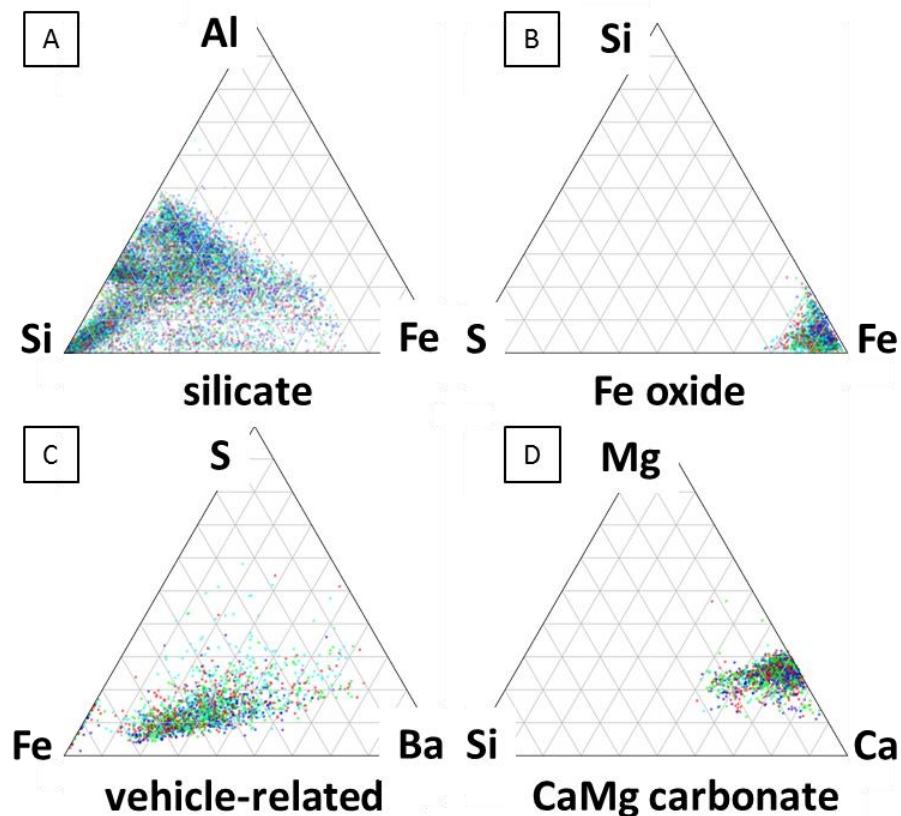 A
Al
Si
Fe
silicate
B
Si
S
Fe
Fe oxide
C
S
Fe
Ba
vehicle-related
D
Mg
Si
Ca
CaMg carbonate